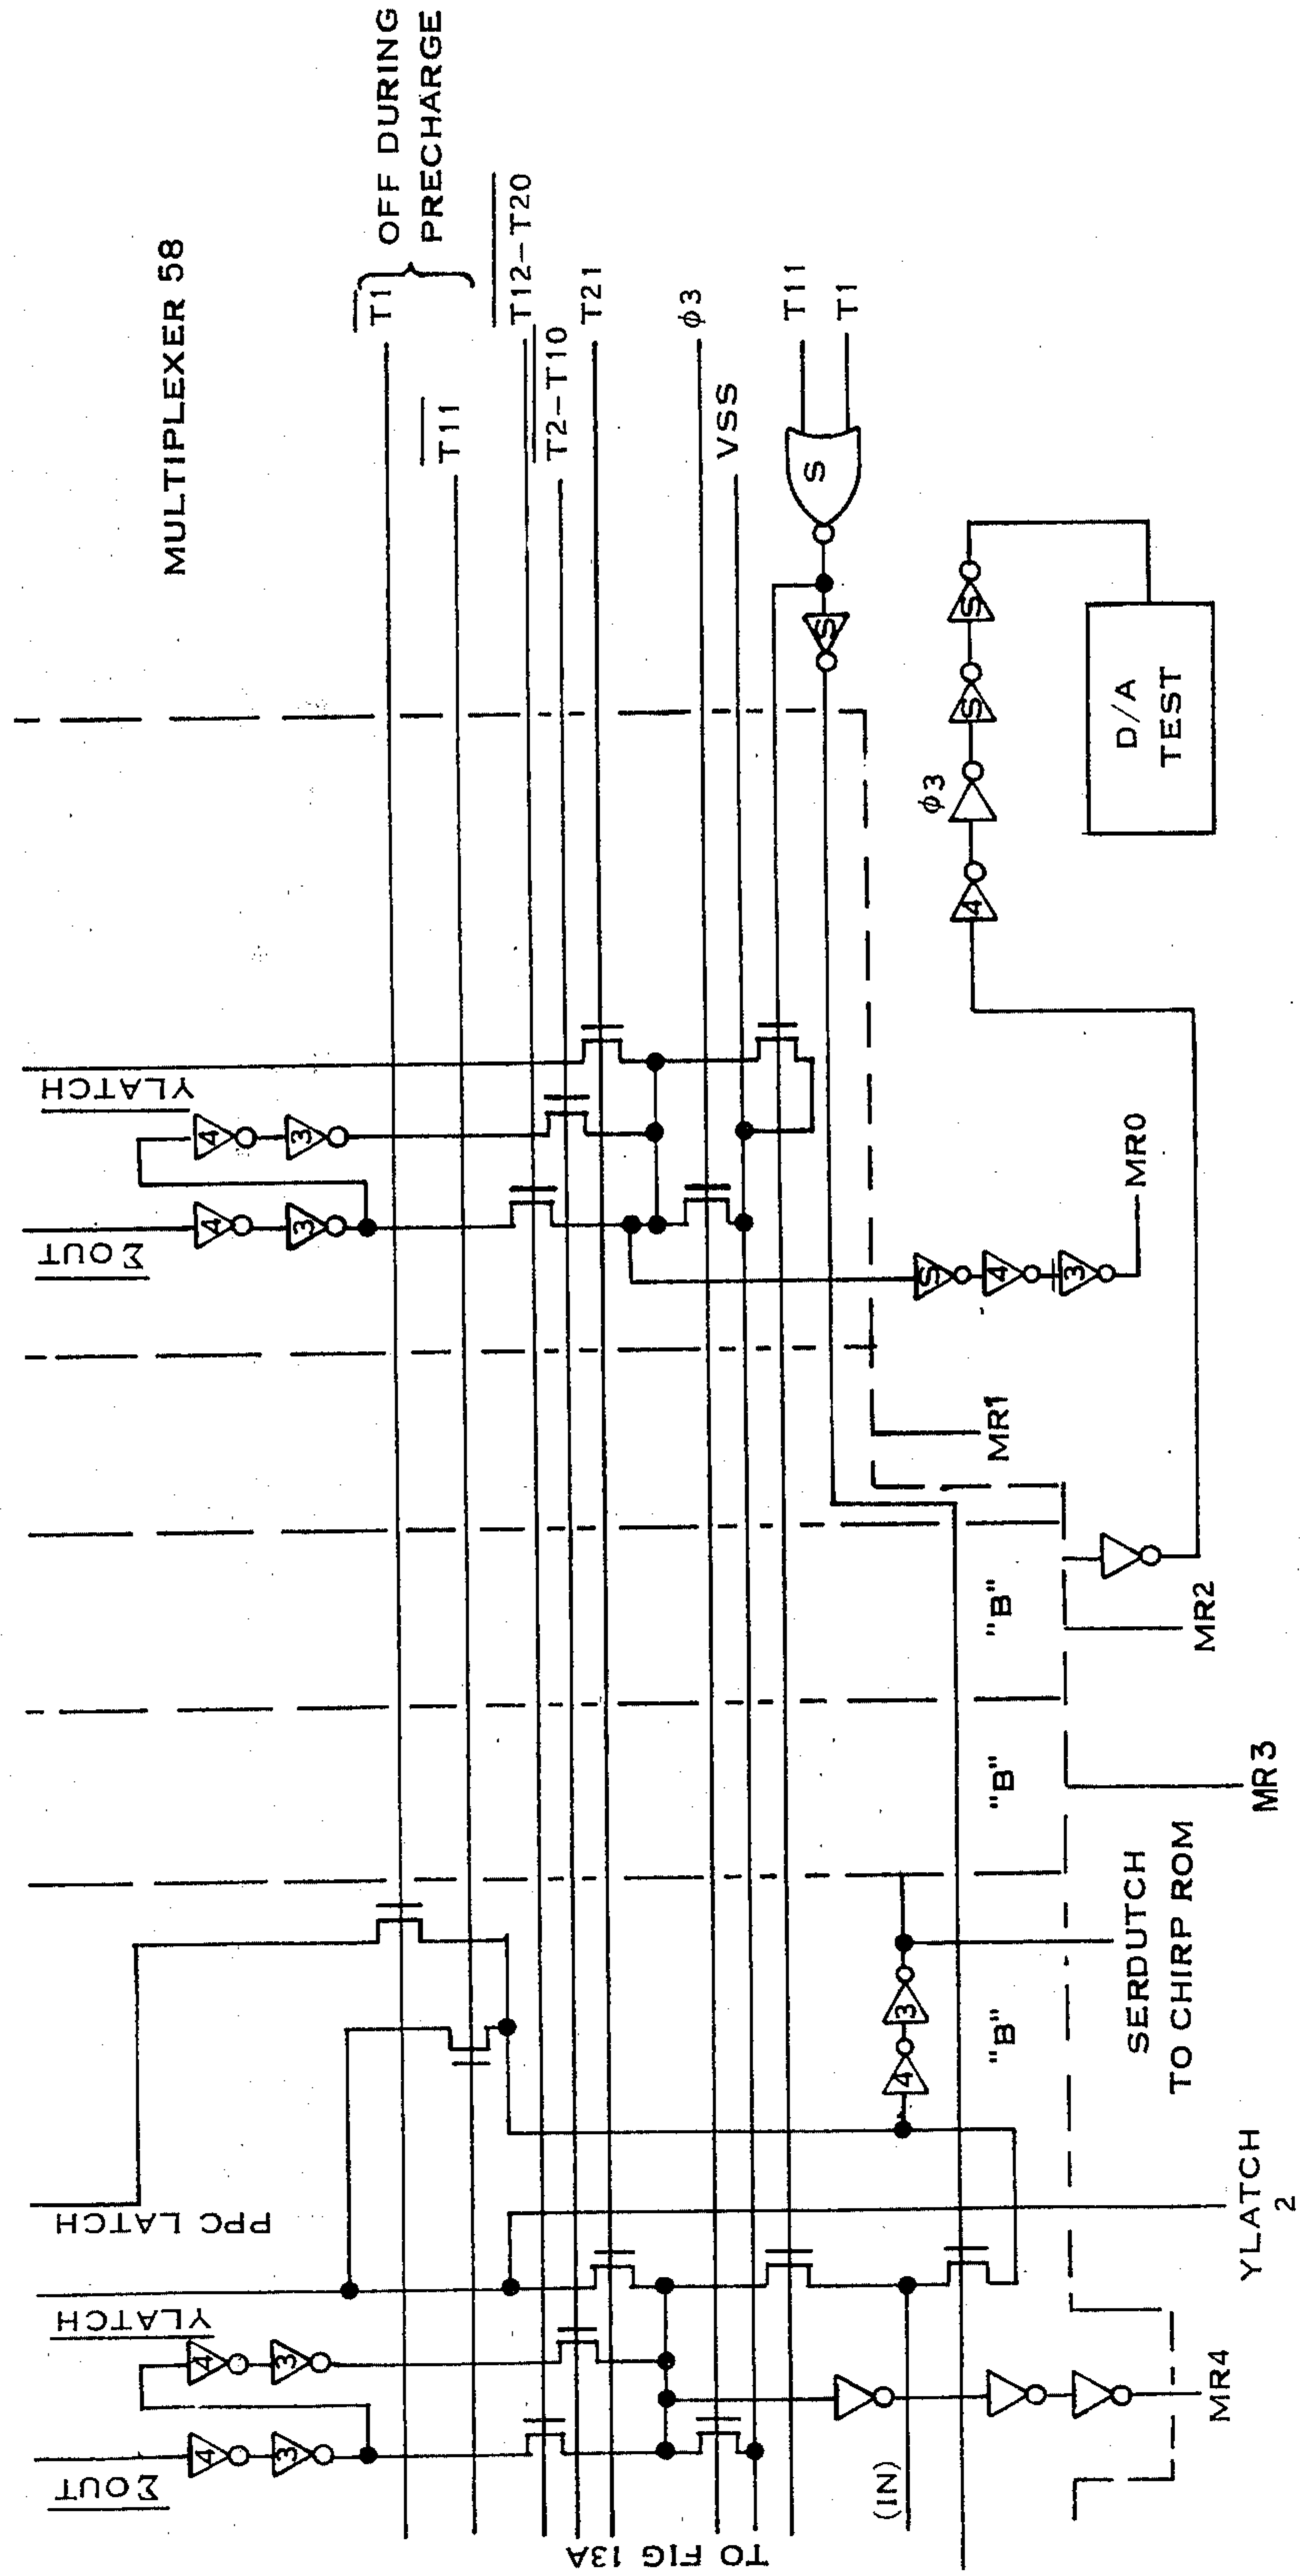 MULTIPLEXER 58
OFF DURING
PRECHARGE
T1
T11
T12-T20
T2-T10
T21
φ3
VSS
T11
T1
S
S
YLATCH
4
3
ΣOUT
4
3
S
4
3
MR0
4
φ3
S
S
D/A
TEST
MR1
"B"
MR2
"B"
MR3
"B"
4
3
SERDUTCH
TO CHIRP ROM
PPC LATCH
YLATCH
4
3
ΣOUT
4
3
YLATCH
2
(IN)
MR4
TO FIG 13A